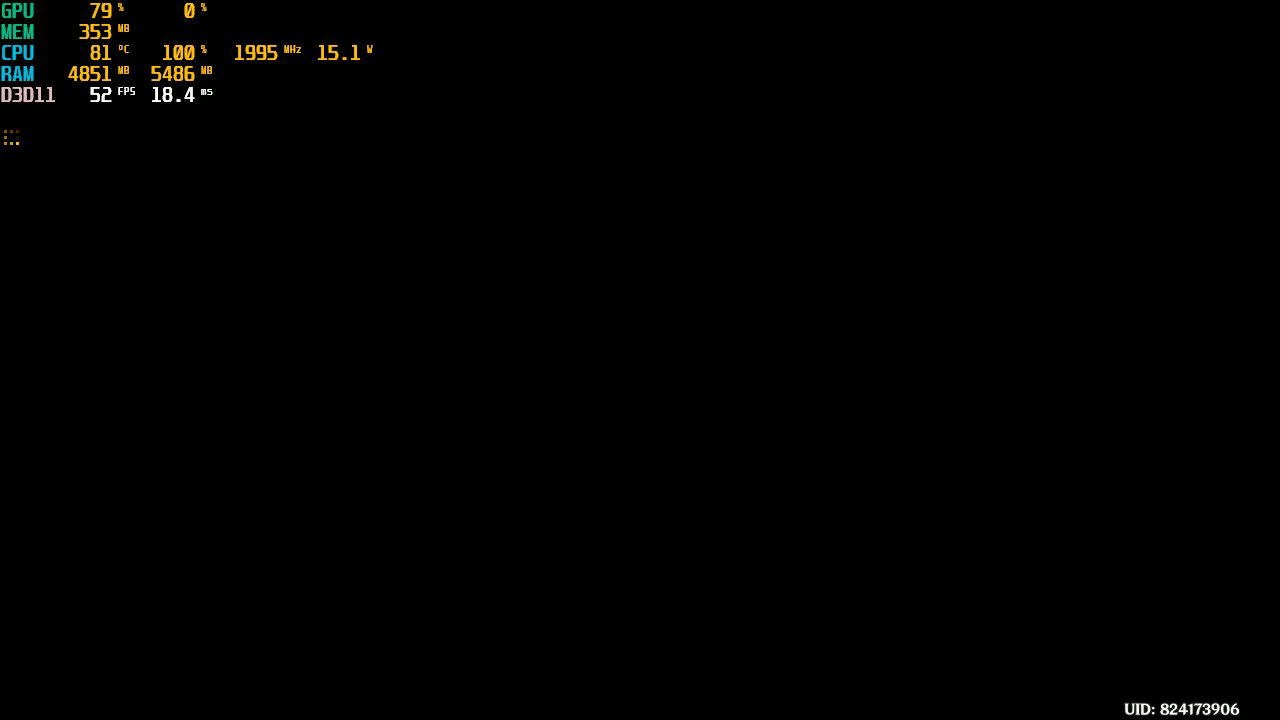 GPU 79 % 0 %
MEM 353 MB
CPU 81 °C 100 % 1995 MHz 15.1 W
RAM 4851 MB 5486 MB
D3D11 52 FPS 18.4 ms
UID: 824173906